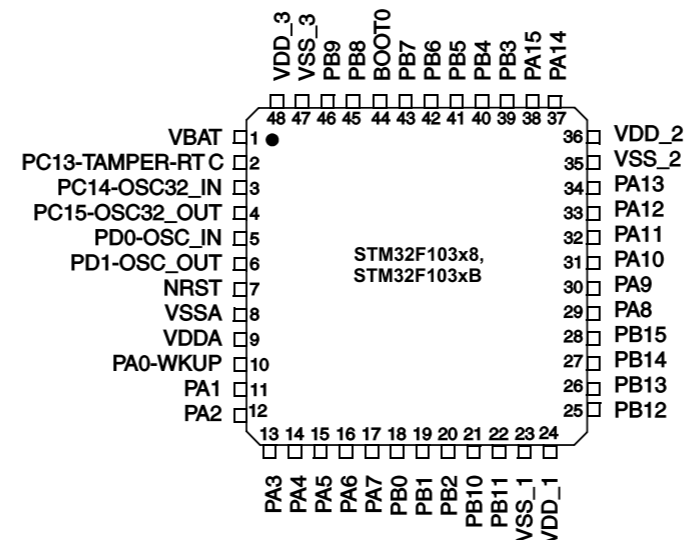 VDD_3
VSS_3
PB9
PB8
BOOT0
PB7
PB6
PB5
PB4
PB3
PA15
PA14
48 47 46 45 44 43 42 41 40 39 38 37
VBAT 1
PC13-TAMPER-RT C 2
PC14-OSC32_IN 3
PC15-OSC32_OUT 4
PD0-OSC_IN 5
PD1-OSC_OUT 6
NRST 7
VSSA 8
VDDA 9
PA0-WKUP 10
PA1 11
PA2 12
STM32F103x8,
STM32F103xB
36 VDD_2
35 VSS_2
34 PA13
33 PA12
32 PA11
31 PA10
30 PA9
29 PA8
28 PB15
27 PB14
26 PB13
25 PB12
13 14 15 16 17 18 19 20 21 22 23 24
PA3
PA4
PA5
PA6
PA7
PB0
PB1
PB2
PB10
PB11
VSS_1
VDD_1